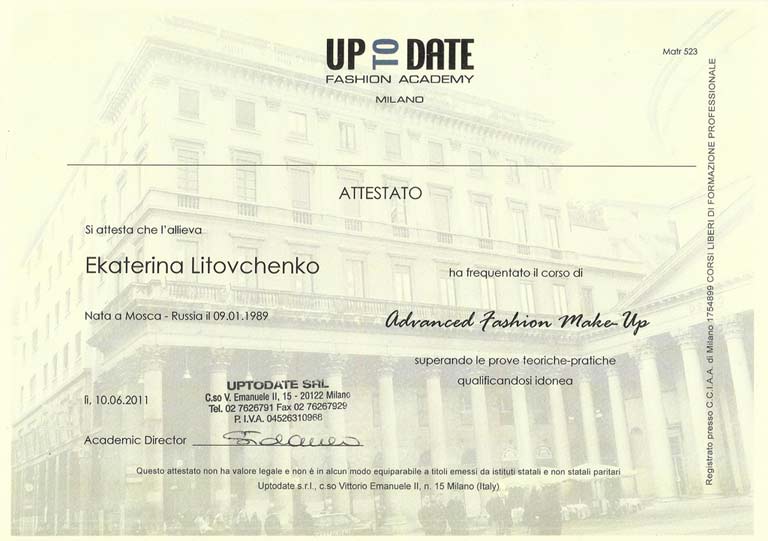 UP TO DATE
FASHION ACADEMY
MILANO
Matr 523
ATTESTATO
Si attesta che l'allieva
Ekaterina Litovchenko
ha frequentato il corso di
Nata a Mosca - Russia il 09.01.1989
Advanced Fashion Make-Up
superando le prove teoriche-pratiche
qualificandosi idonea
lì, 10.06.2011
UPTODATE SRL
C.so V. Emanuele II, 15 - 20122 Milano
Tel. 02 7626791 Fax 02 76267929
P. I.V.A. 04526310968
Academic Director
Questo attestato non ha valore legale e non è in alcun modo equiparabile a titoli emessi da istituti statali e non statali paritari
Uptodate s.r.l., c.so Vittorio Emanuele II, n. 15 Milano (Italy)
Registrato presso C.C.I.A.A. di Milano 1754899 CORSI LIBERI DI FORMAZIONE PROFESSIONALE